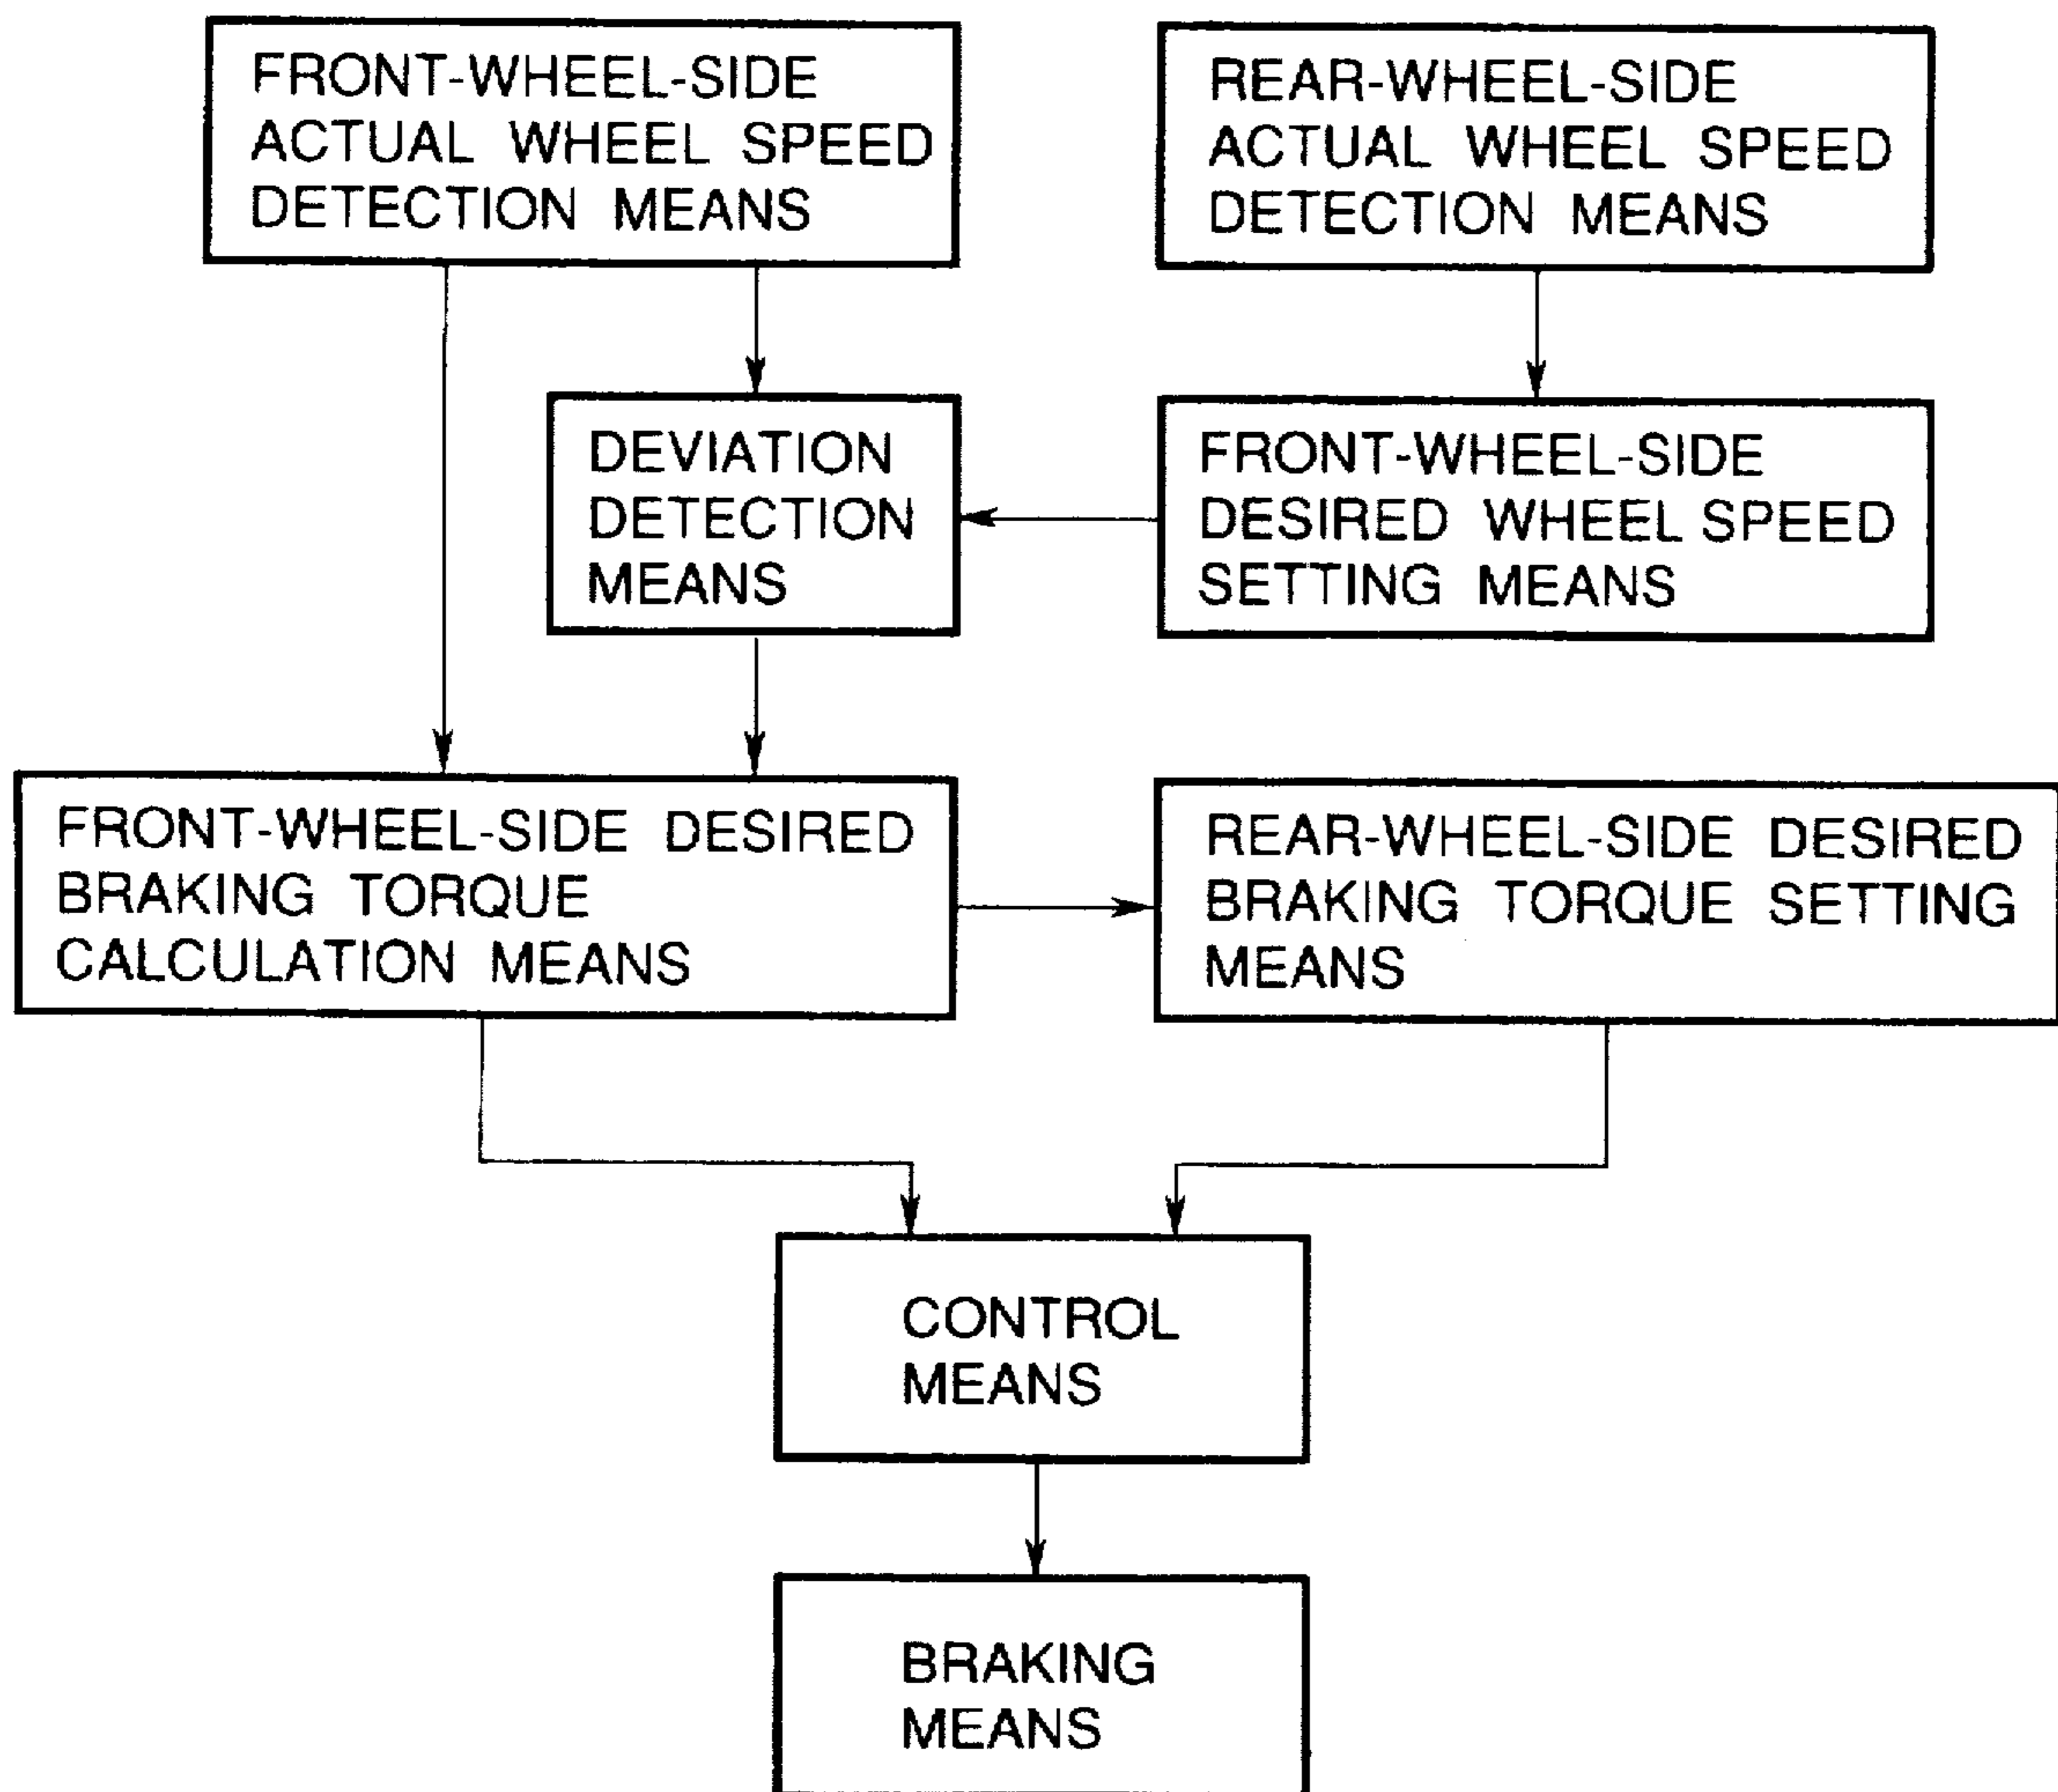 FRONT-WHEEL-SIDE
ACTUAL WHEEL SPEED
DETECTION MEANS
REAR-WHEEL-SIDE
ACTUAL WHEEL SPEED
DETECTION MEANS
DEVIATION
DETECTION
MEANS
FRONT-WHEEL-SIDE
DESIRED WHEEL SPEED
SETTING MEANS
FRONT-WHEEL-SIDE DESIRED
BRAKING TORQUE
CALCULATION MEANS
REAR-WHEEL-SIDE DESIRED
BRAKING TORQUE SETTING
MEANS
CONTROL
MEANS
BRAKING
MEANS